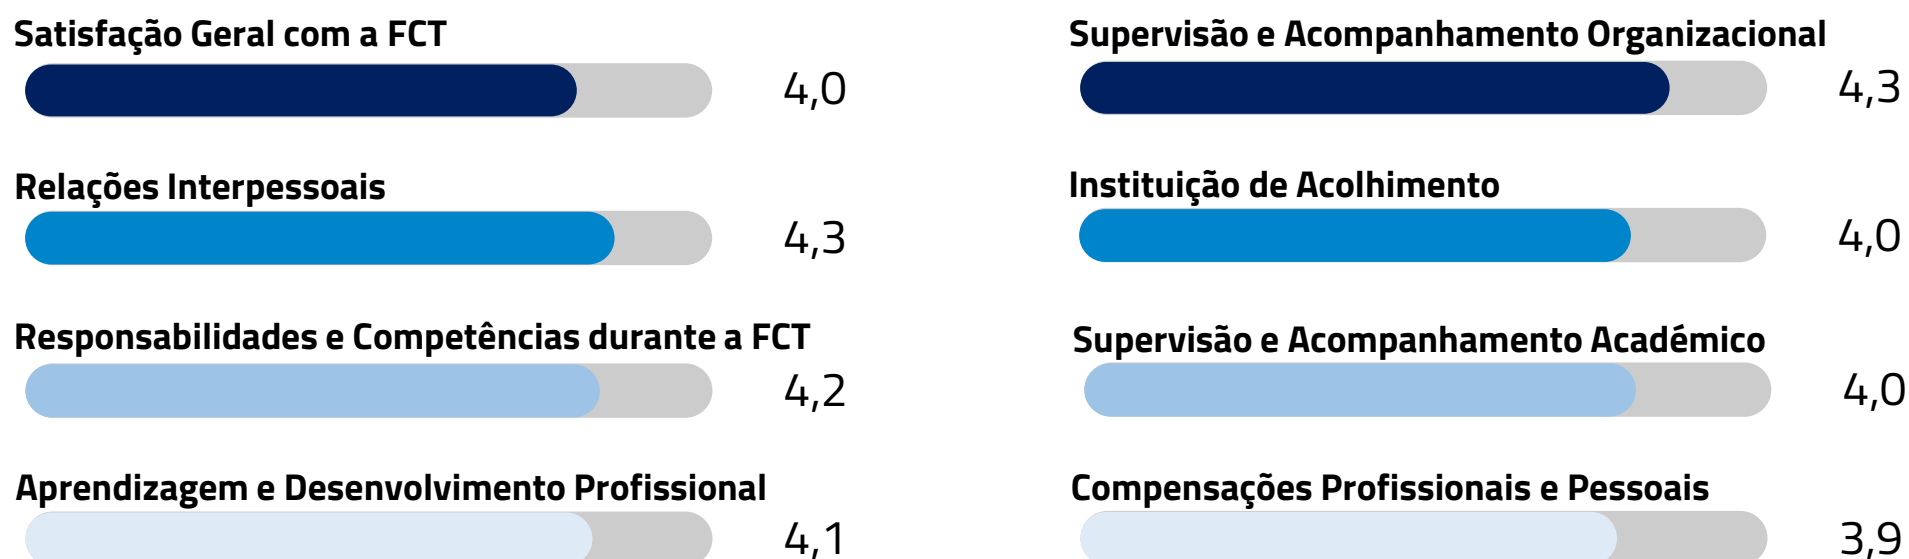 Satisfação Geral com a FCT
4,0
Relações Interpessoais
4,3
Responsabilidades e Competências durante a FCT
4,2
Aprendizagem e Desenvolvimento Profissional
4,1
Supervisão e Acompanhamento Organizacional
4,3
Instituição de Acolhimento
4,0
Supervisão e Acompanhamento Académico
4,0
Compensações Profissionais e Pessoais
3,9